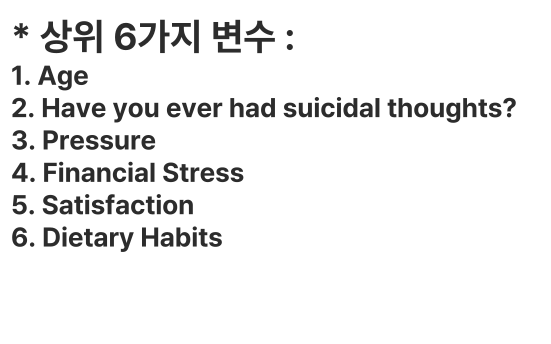 * 상위 6가지 변수 :
1. Age
2. Have you ever had suicidal thoughts?
3. Pressure
4. Financial Stress
5. Satisfaction
6. Dietary Habits